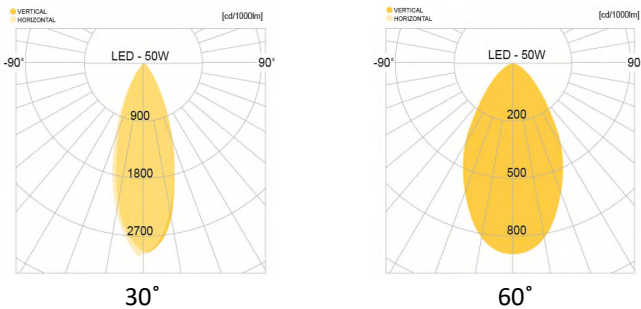 VERTICAL
HORIZONTAL
[cd/1000lm]
LED - 50W
-90°
90°
900
1800
2700
30˚
VERTICAL
HORIZONTAL
[cd/1000lm]
LED - 50W
-90°
90
200
500
800
60˚